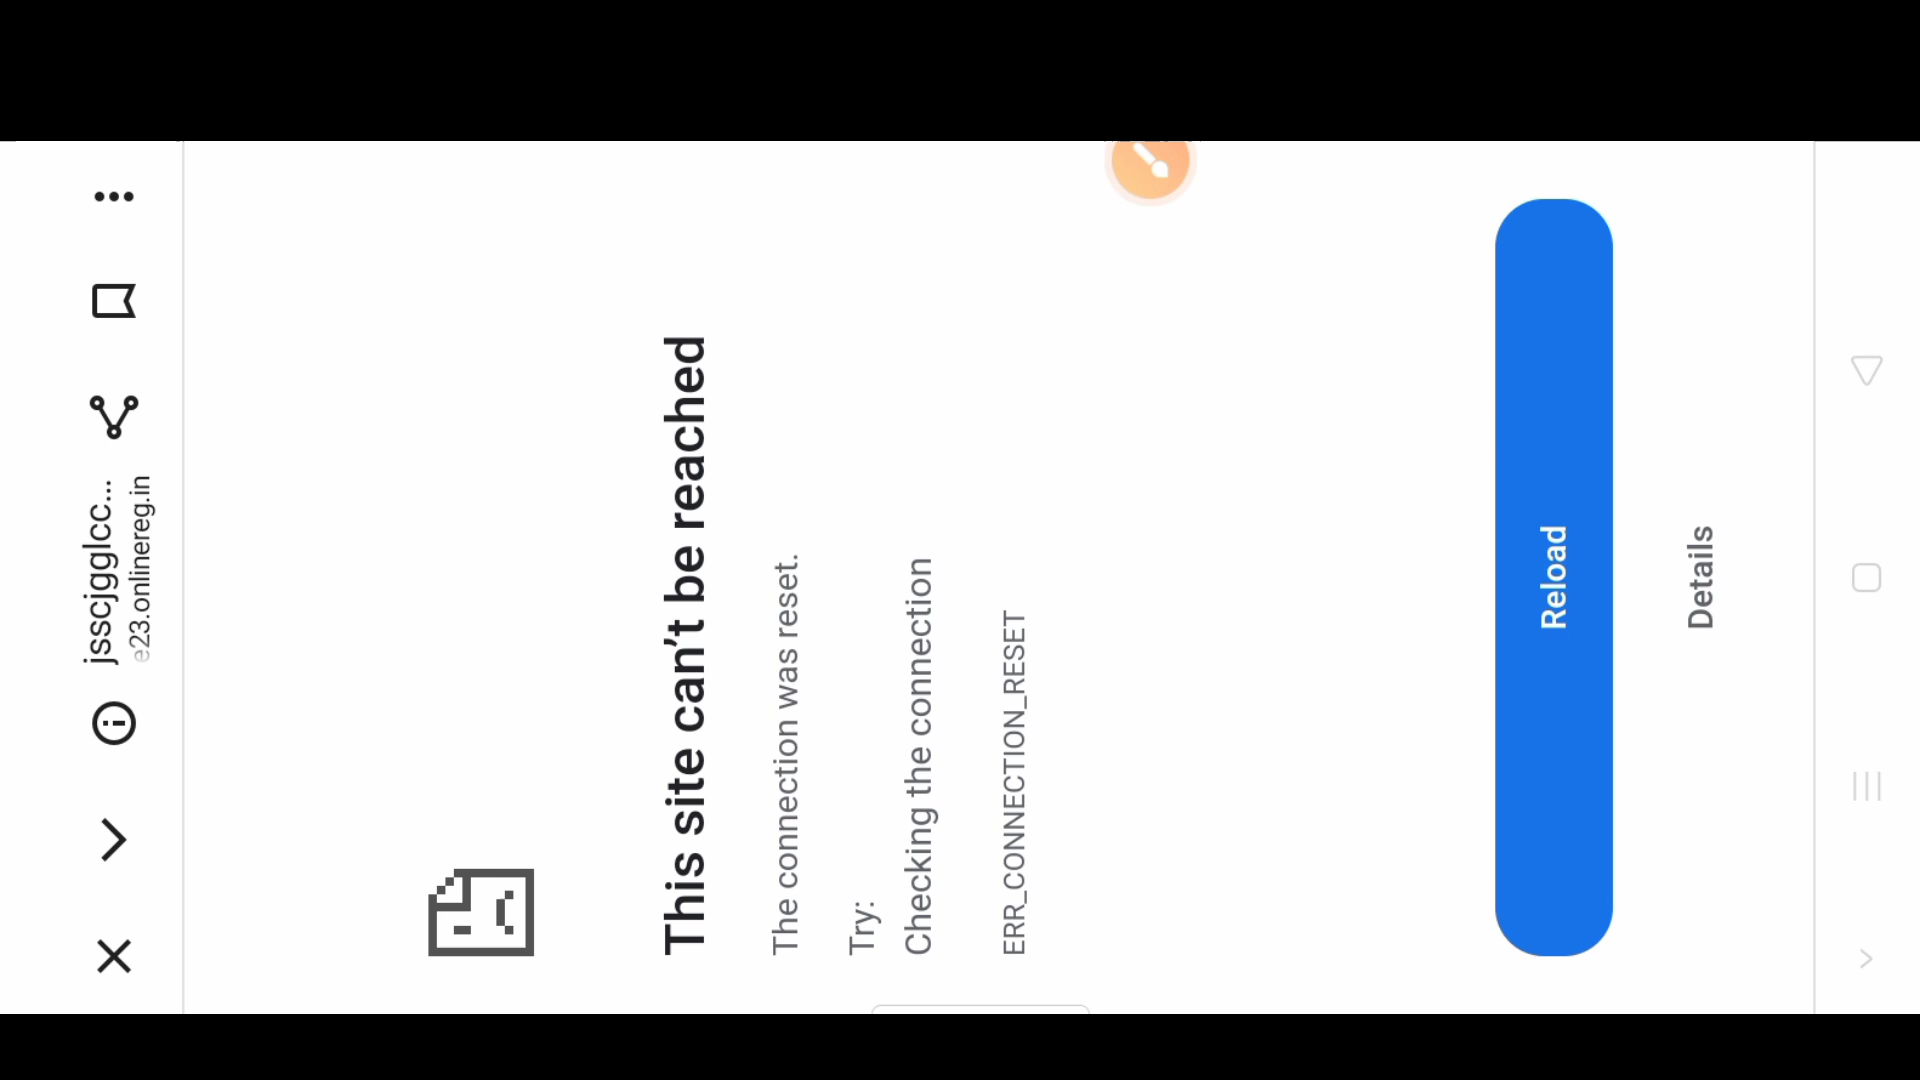 jsscjgglcc...
e23.onlinereg.in
This site can't be reached
The connection was reset.
Try:
Checking the connection
ERR_CONNECTION_RESET
Reload
Details